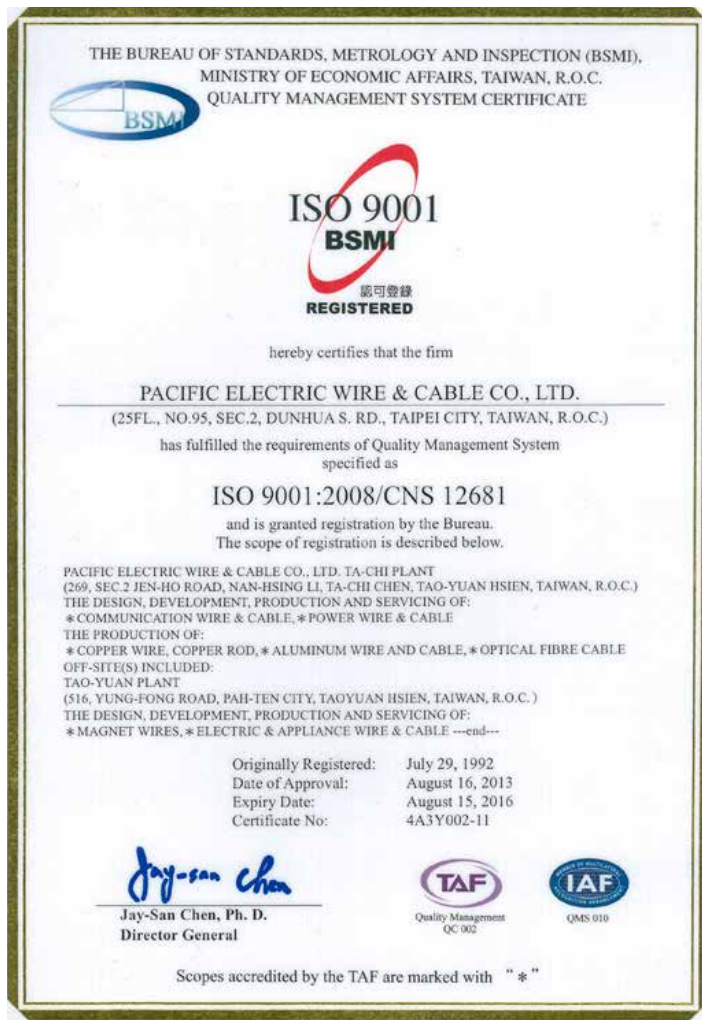 THE BUREAU OF STANDARDS, METROLOGY AND INSPECTION (BSMI),
MINISTRY OF ECONOMIC AFFAIRS, TAIWAN, R.O.C.
QUALITY MANAGEMENT SYSTEM CERTIFICATE
BSMI
ISO 9001
BSMI
認可登錄
REGISTERED
hereby certifies that the firm
PACIFIC ELECTRIC WIRE & CABLE CO., LTD.
(25FL., NO.95, SEC.2, DUNHUA S. RD., TAIPEI CITY, TAIWAN, R.O.C.)
has fulfilled the requirements of Quality Management System
specified as
ISO 9001:2008/CNS 12681
and is granted registration by the Bureau.
The scope of registration is described below.
PACIFIC ELECTRIC WIRE & CABLE CO., LTD. TA-CHI PLANT
(269, SEC.2 JEN-HO ROAD, NAN-HSING LI, TA-CHI CHEN, TAO-YUAN HSIEN, TAIWAN, R.O.C.)
THE DESIGN, DEVELOPMENT, PRODUCTION AND SERVICING OF:
*COMMUNICATION WIRE & CABLE, *POWER WIRE & CABLE
THE PRODUCTION OF:
*COPPER WIRE, COPPER ROD, *ALUMINUM WIRE AND CABLE, *OPTICAL FIBRE CABLE
OFF-SITE(S) INCLUDED:
TAO-YUAN PLANT
(516, YUNG-FONG ROAD, PAH-TEN CITY, TAOYUAN HSIEN, TAIWAN, R.O.C. )
THE DESIGN, DEVELOPMENT, PRODUCTION AND SERVICING OF:
*MAGNET WIRES, *ELECTRIC & APPLIANCE WIRE & CABLE ---end---
Originally Registered: July 29, 1992
Date of Approval: August 16, 2013
Expiry Date: August 15, 2016
Certificate No: 4A3Y002-11
Jay-san Chen
Jay-San Chen, Ph. D.
Director General
TAF
Quality Management
QC 002
MEMBER OF MULTILATERAL
RECOGNITION ARRANGEMENT
IAF
QMS 010
Scopes accredited by the TAF are marked with " * "